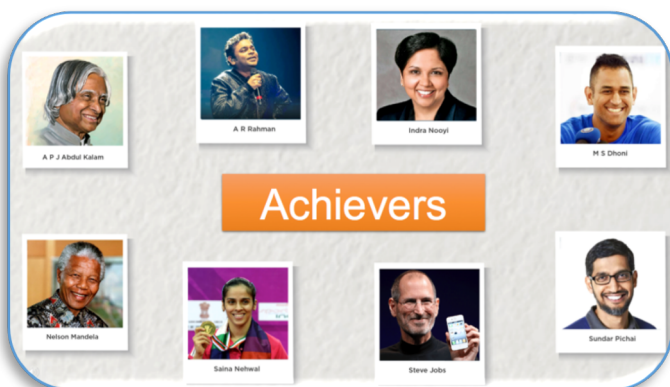 A P J Abdul Kalam
A R Rahman
Indra Nooyi
M S Dhoni
Achievers
Nelson Mandela
Saina Nehwal
Steve Jobs
Sundar Pichai